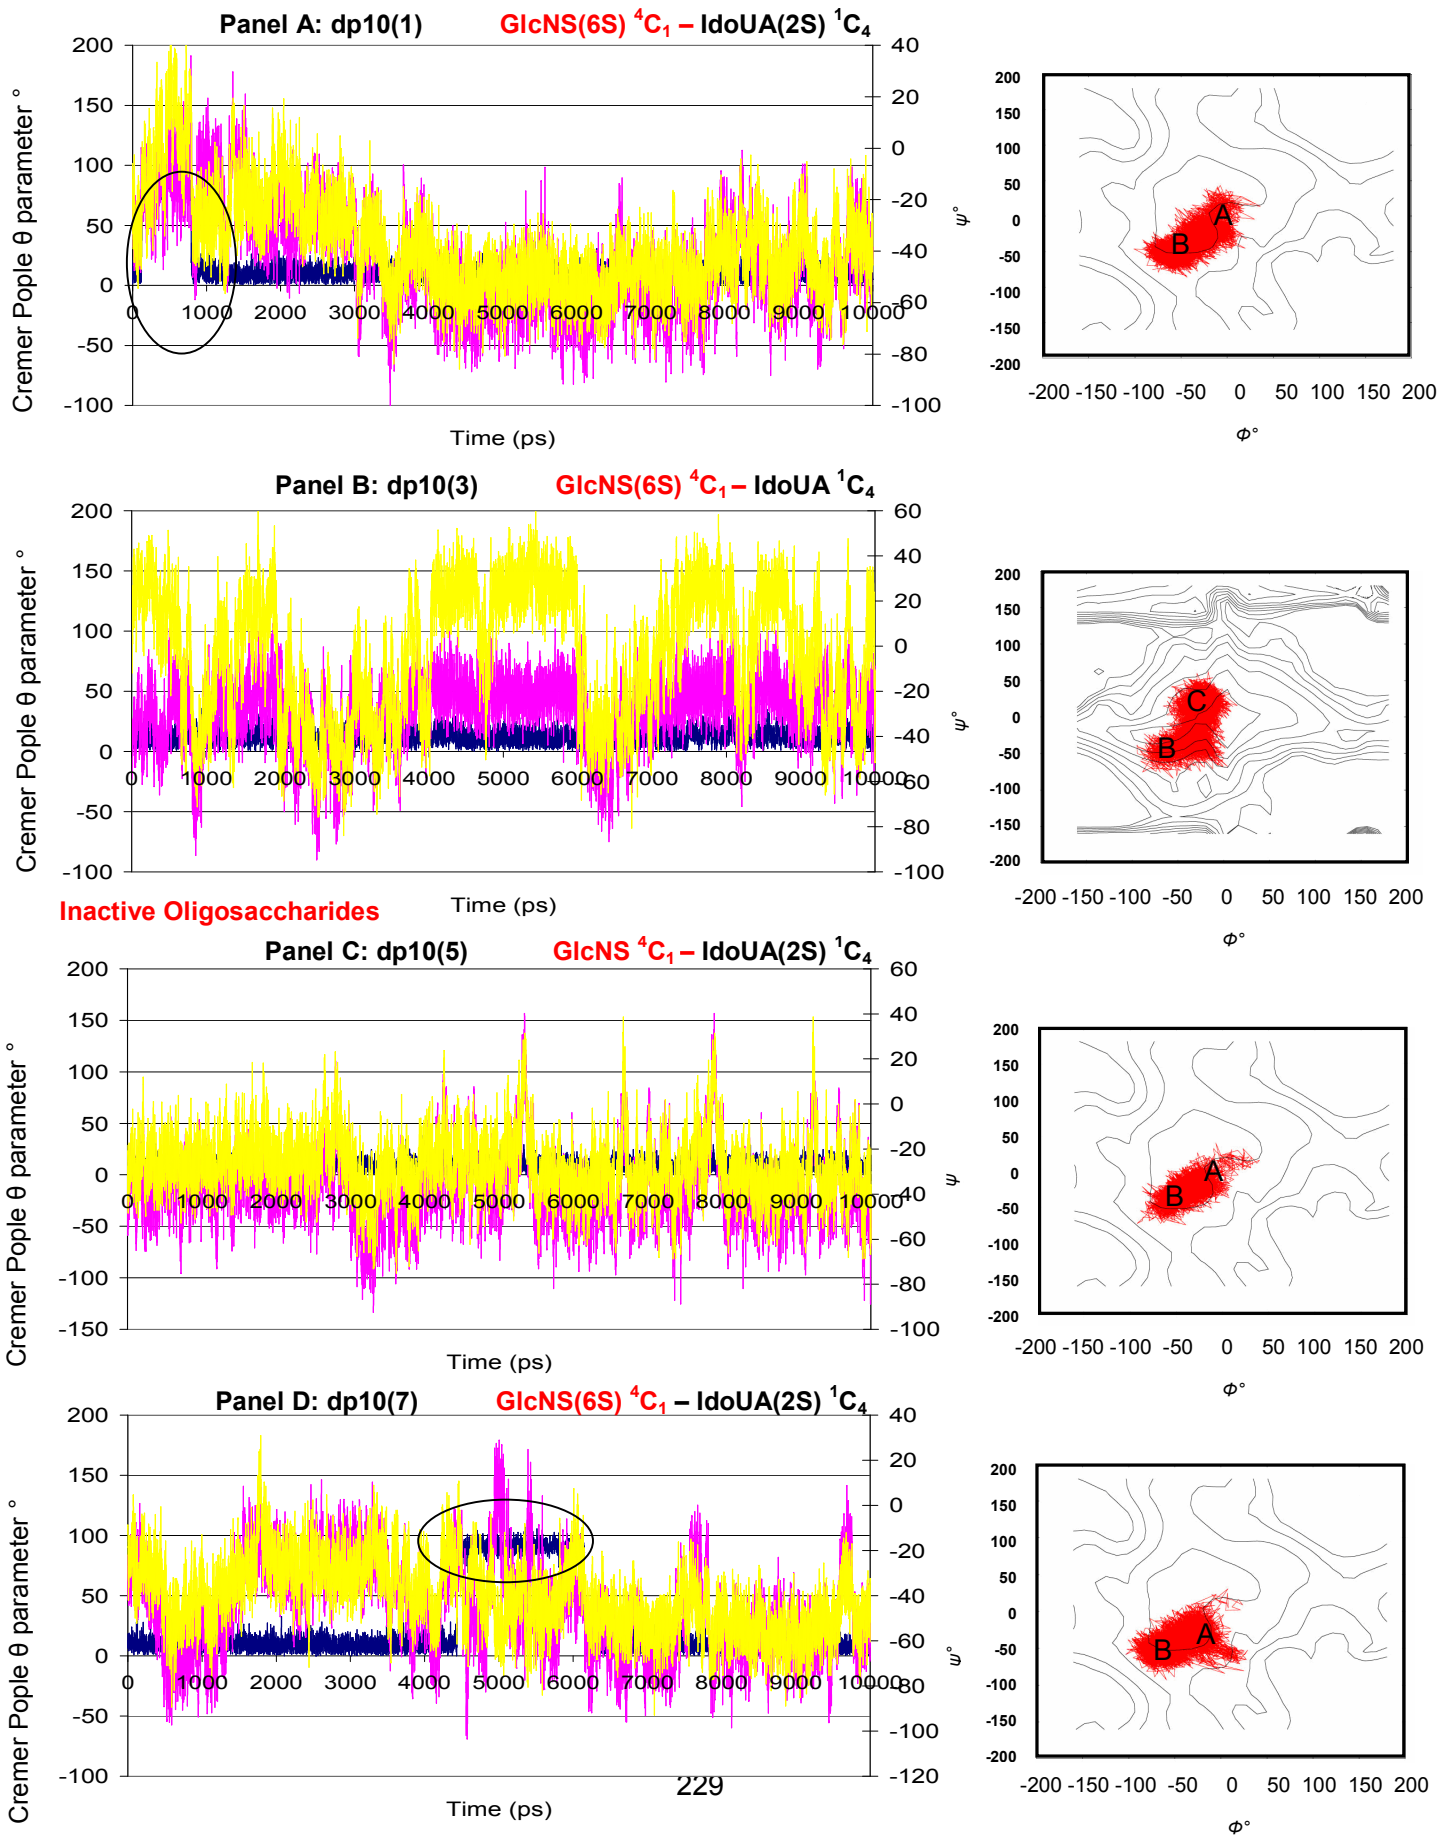 Panel A: dp10(1) GlcNS(6S) ⁴C₁ – IdoUA(2S) ¹C₄
Cremer Pople θ parameter °
200
150
100
50
0
-50
-100
0 1000 2000 3000 4000 5000 6000 7000 8000 9000 10000
40
20
0
-20
-40
-60
-80
-100
ψ°
Time (ps)
200
150
100
50
0
-50
-100
-150
-200
A
B
-200 -150 -100 -50 0 50 100 150 200
Φ°
Panel B: dp10(3) GlcNS(6S) ⁴C₁ – IdoUA ¹C₄
Cremer Pople θ parameter °
200
150
100
50
0
-50
-100
0 1000 2000 3000 4000 5000 6000 7000 8000 9000 10000
60
40
20
0
-20
-40
-60
-80
-100
ψ°
Time (ps)
200
150
100
50
0
-50
-100
-150
-200
C
B
-200 -150 -100 -50 0 50 100 150 200
Φ°
Inactive Oligosaccharides
Panel C: dp10(5) GlcNS ⁴C₁ – IdoUA(2S) ¹C₄
Cremer Pople θ parameter °
200
150
100
50
0
-50
-100
-150
0 1000 2000 3000 4000 5000 6000 7000 8000 9000 10000
60
40
20
0
-20
-40
-60
-80
-100
ψ
Time (ps)
200
150
100
50
0
-50
-100
-150
-200
A
B
-200 -150 -100 -50 0 50 100 150 200
Φ°
Panel D: dp10(7) GlcNS(6S) ⁴C₁ – IdoUA(2S) ¹C₄
Cremer Pople θ parameter °
200
150
100
50
0
-50
-100
0 1000 2000 3000 4000 5000 6000 7000 8000 9000 10000
40
20
0
-20
-40
-60
-80
-100
-120
ψ°
Time (ps)
200
150
100
50
0
-50
-100
-150
-200
A
B
-200 -150 -100 -50 0 50 100 150 200
Φ°
229